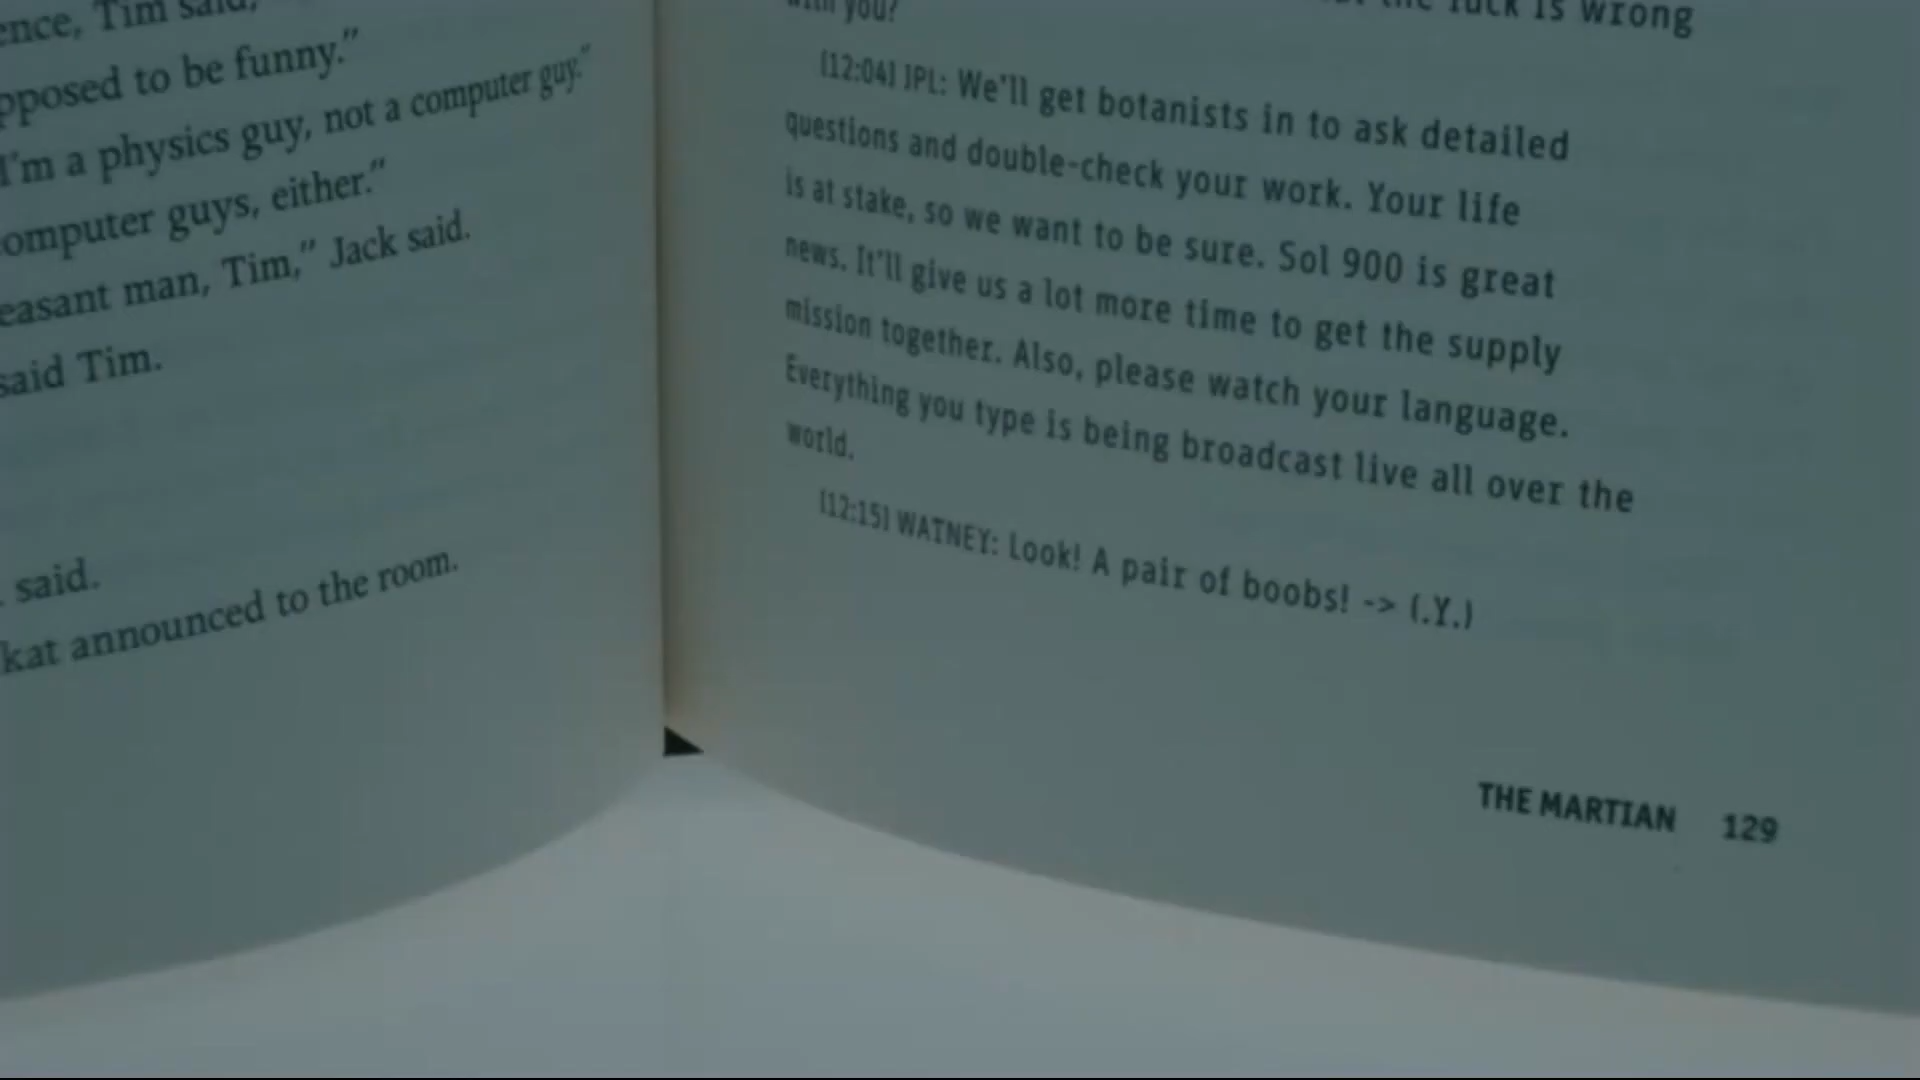 ence, Tim said,
pposed to be funny.”
I’m a physics guy, not a computer guy.”
omputer guys, either.”
easant man, Tim,” Jack said.
said Tim.
said.
kat announced to the room.
the fuck is wrong
with you?
[12:04] JPL: We’ll get botanists in to ask detailed
questions and double-check your work. Your life
is at stake, so we want to be sure. Sol 900 is great
news. It’ll give us a lot more time to get the supply
mission together. Also, please watch your language.
Everything you type is being broadcast live all over the
world.
[12:15] WATNEY: Look! A pair of boobs! -> (.Y.)
THE MARTIAN 129